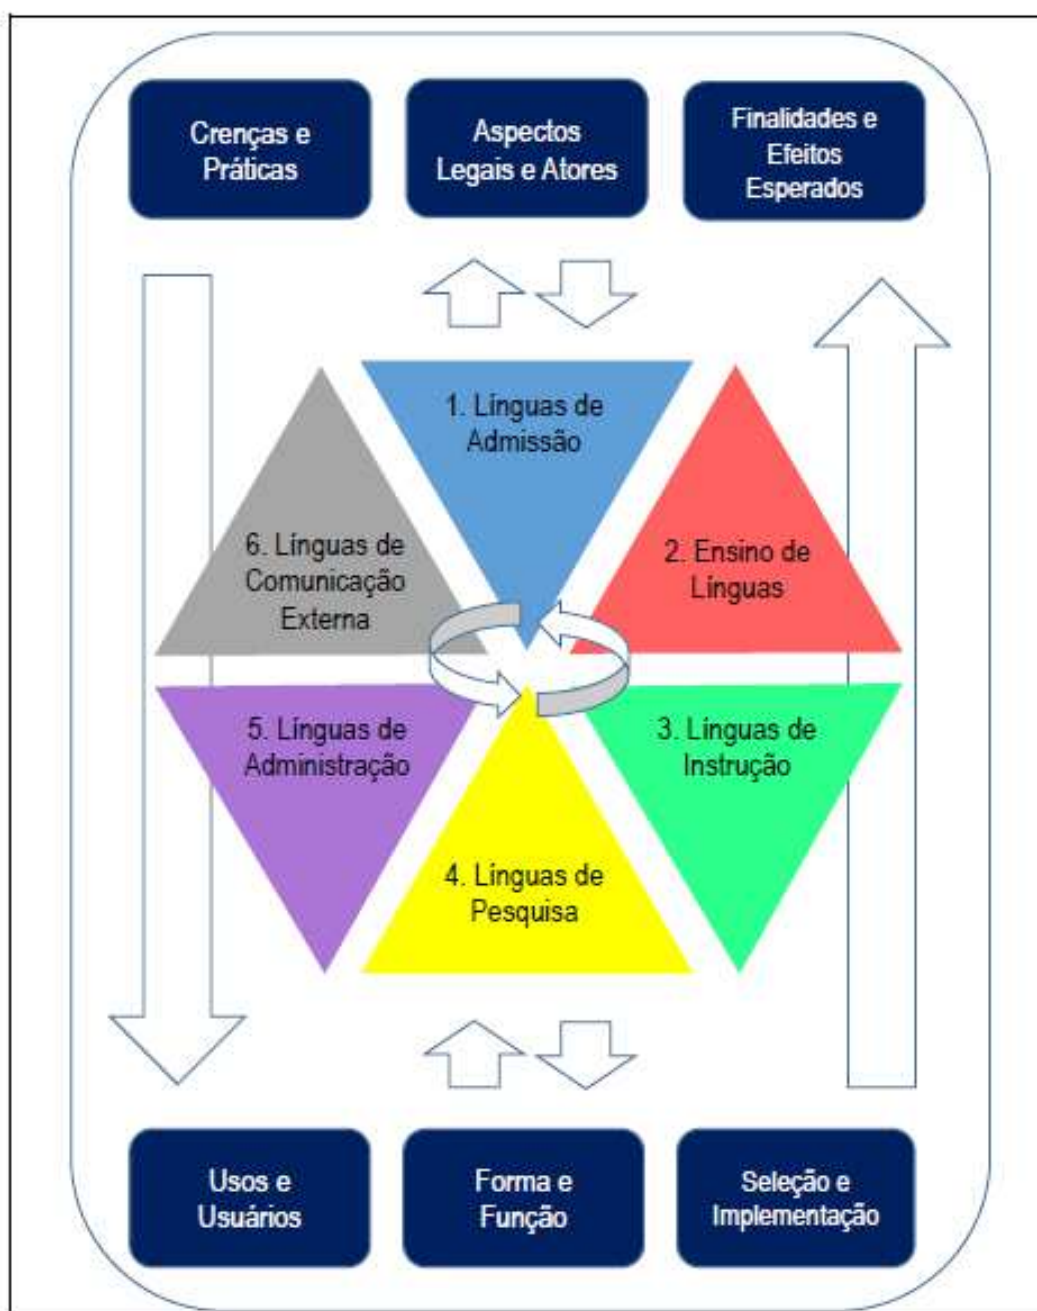 Crenças e
Práticas
Aspectos
Legais e Atores
Finalidades e
Efeitos
Esperados
1. Línguas de
Admissão
2. Ensino de
Línguas
3. Línguas de
Instrução
4. Línguas de
Pesquisa
5. Línguas de
Administração
6. Línguas de
Comunicação
Externa
Usos e
Usuários
Forma e
Função
Seleção e
Implementação